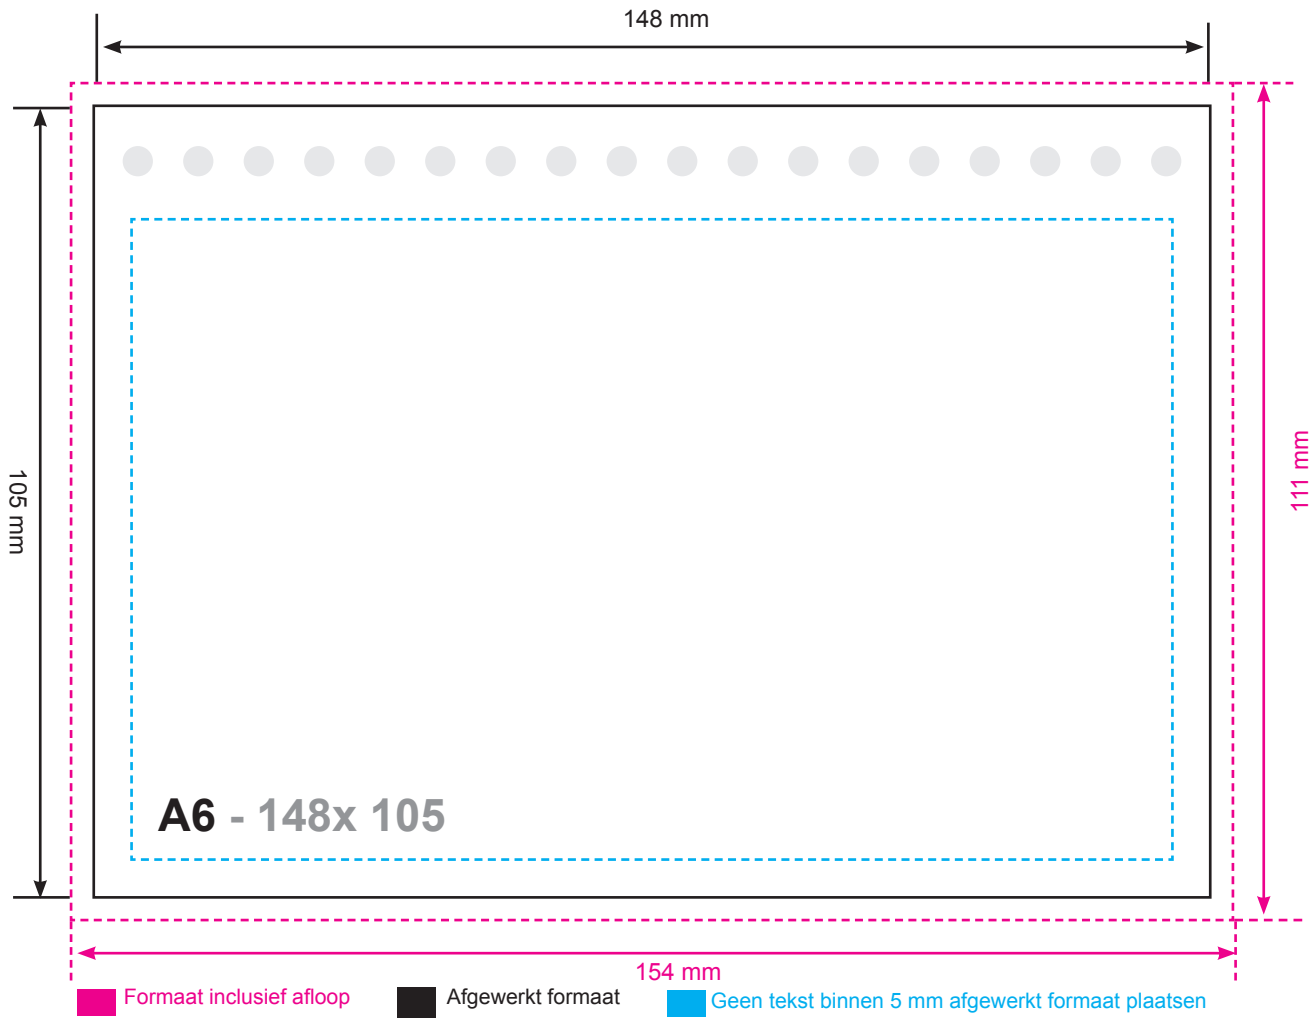 148 mm
105 mm
111 mm
A6 - 148x 105
154 mm
Formaat inclusief afloop
Afgewerkt formaat
Geen tekst binnen 5 mm afgewerkt formaat plaatsen